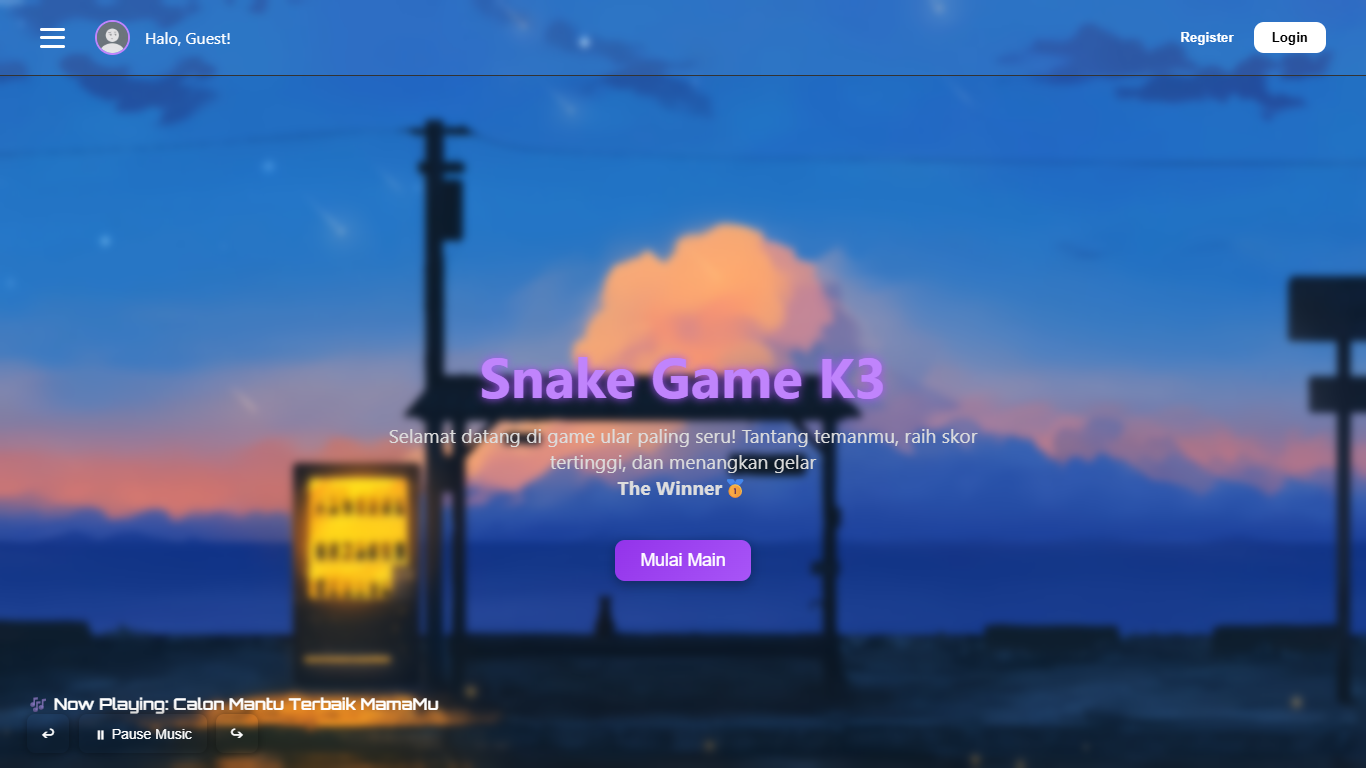 Halo, Guest!
Register
Login
Snake Game K3
Selamat datang di game ular paling seru! Tantang temanmu, raih skor
tertinggi, dan menangkan gelar
The Winner 🏅
Mulai Main
🎶 Now Playing: Calon Mantu Terbaik MamaMu
↩ ⏸ Pause Music ↪